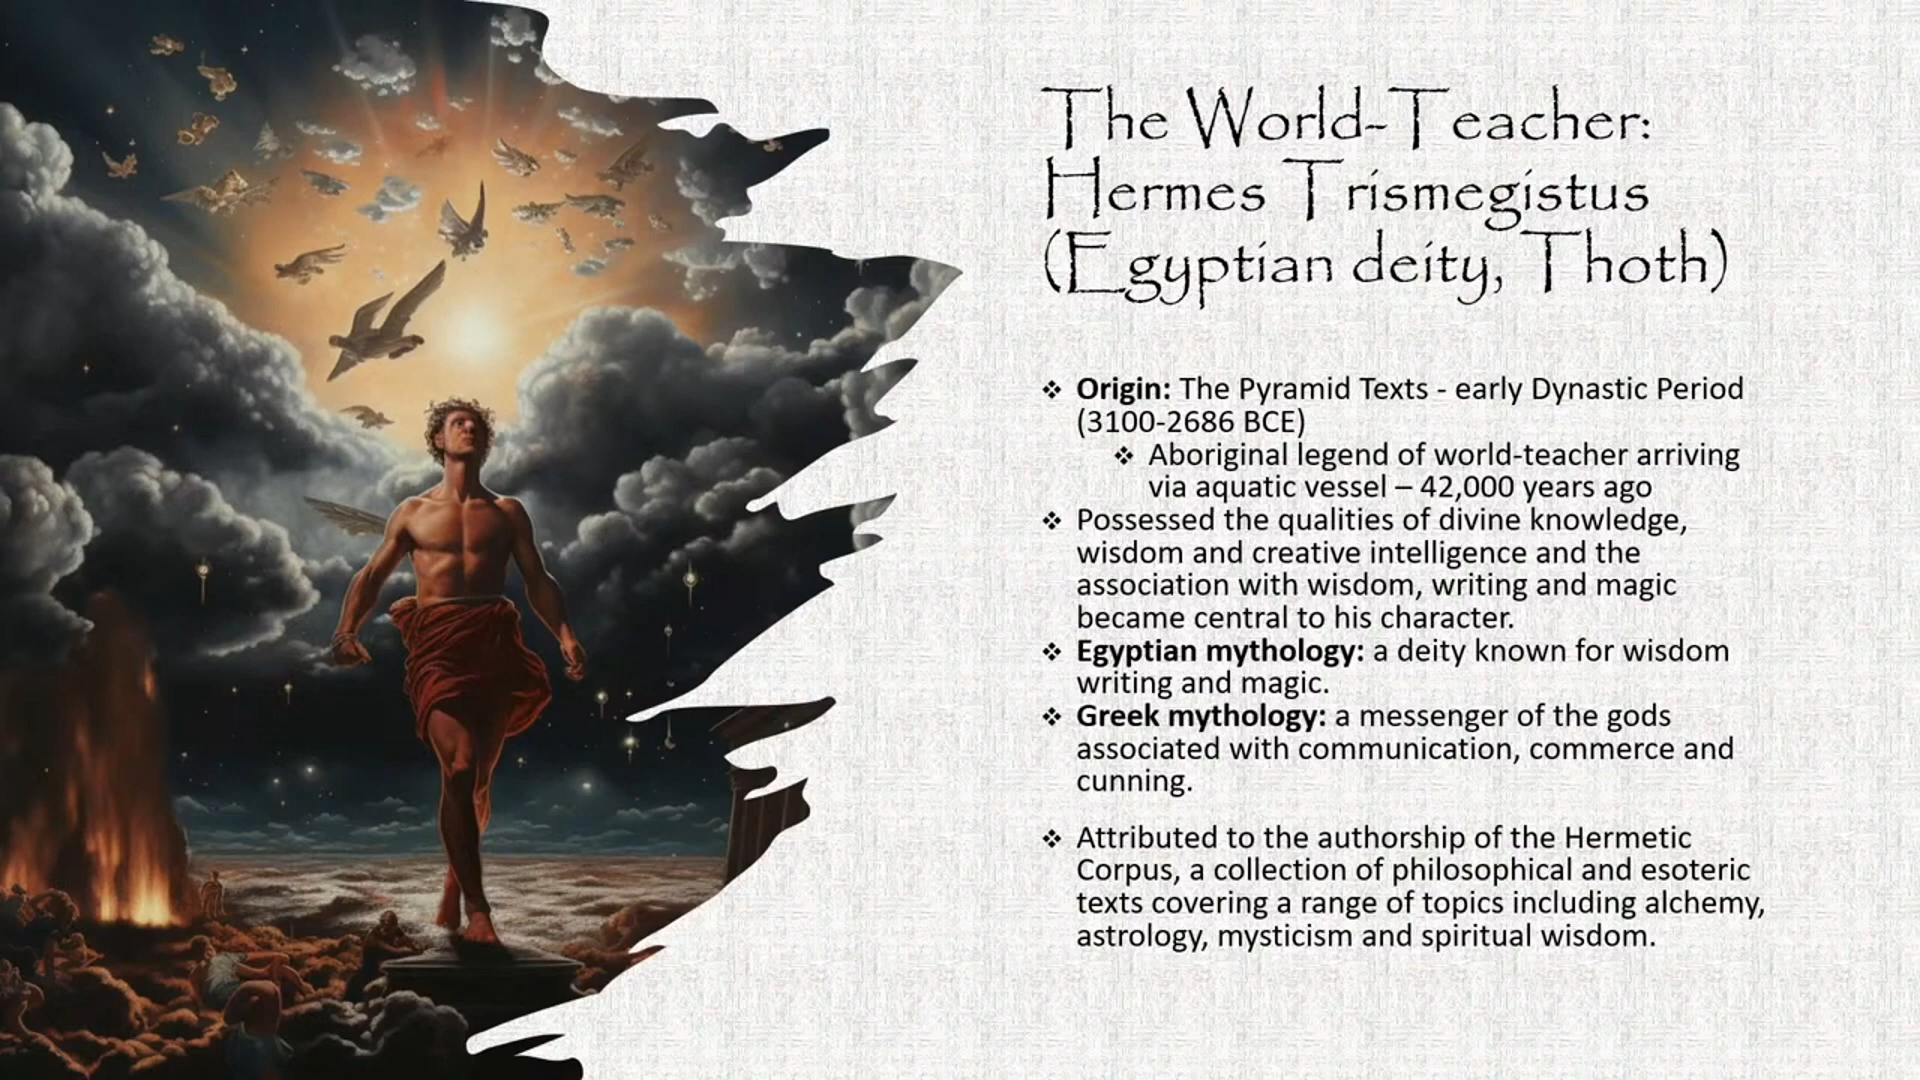 The World-Teacher:
Hermes Trismegistus
(Egyptian deity, Thoth)
❖ Origin: The Pyramid Texts - early Dynastic Period
(3100-2686 BCE)
❖ Aboriginal legend of world-teacher arriving
via aquatic vessel – 42,000 years ago
❖ Possessed the qualities of divine knowledge,
wisdom and creative intelligence and the
association with wisdom, writing and magic
became central to his character.
❖ Egyptian mythology: a deity known for wisdom
writing and magic.
❖ Greek mythology: a messenger of the gods
associated with communication, commerce and
cunning.
❖ Attributed to the authorship of the Hermetic
Corpus, a collection of philosophical and esoteric
texts covering a range of topics including alchemy,
astrology, mysticism and spiritual wisdom.